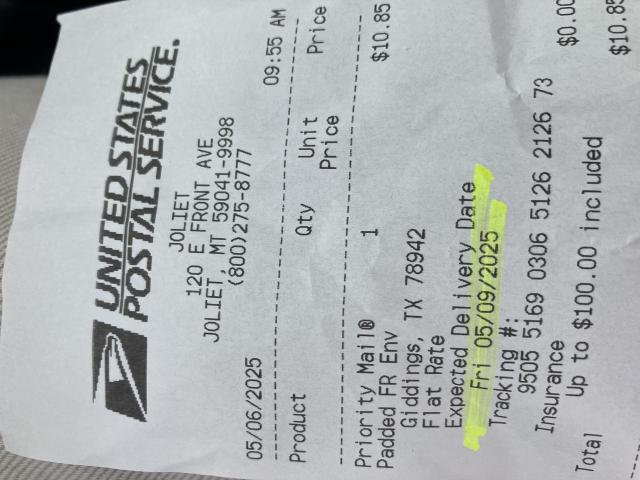 UNITED STATES
POSTAL SERVICE.
JOLIET
120 E FRONT AVE
JOLIET, MT 59041-9998
(800)275-8777
05/06/2025 09:55 AM
Product Qty Unit Price
Price
Priority Mail® 1 $10.85
Padded FR Env
Giddings, TX 78942
Flat Rate
Expected Delivery Date
Fri 05/09/2025
Tracking #:
9505 5169 0306 5126 2126 73
Insurance $0.00
Up to $100.00 included
Total $10.85